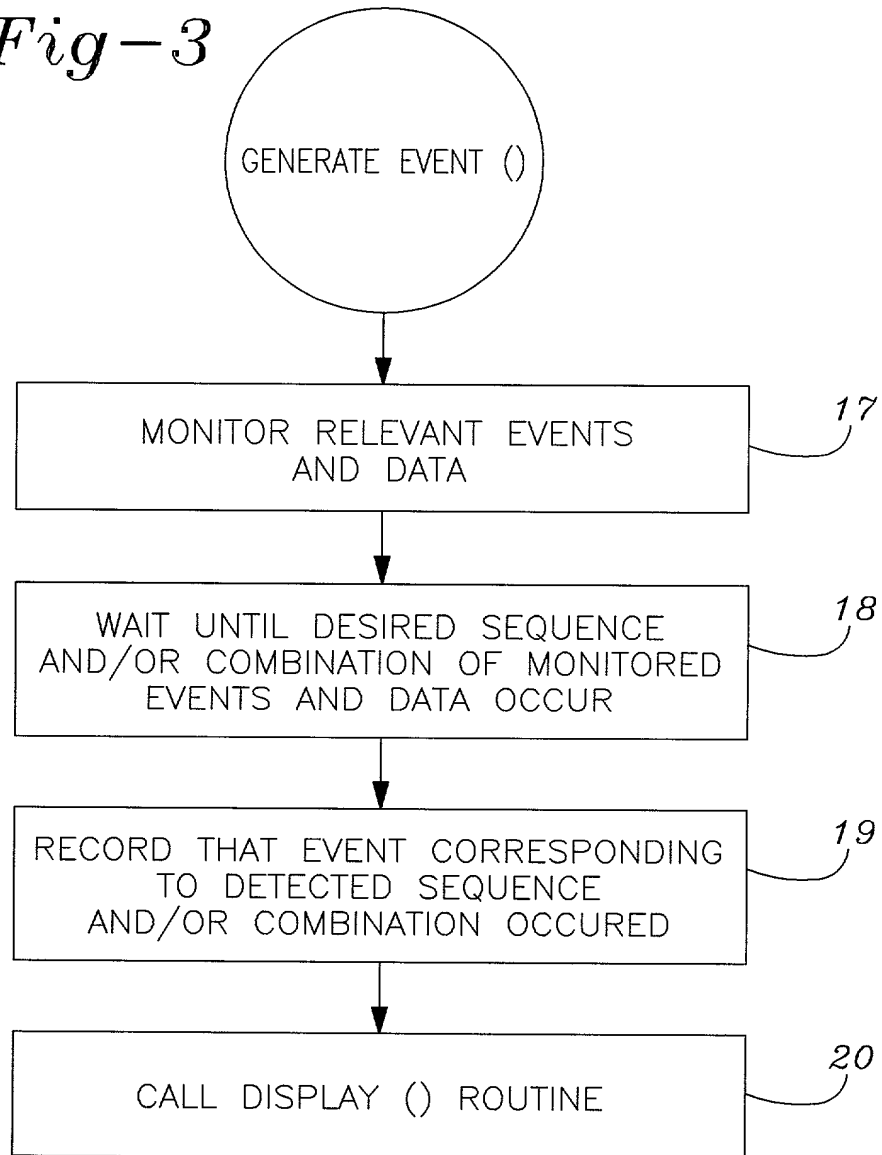 Fig-3
GENERATE EVENT ()
MONITOR RELEVANT EVENTS
AND DATA
17
WAIT UNTIL DESIRED SEQUENCE
AND/OR COMBINATION OF MONITORED
EVENTS AND DATA OCCUR
18
RECORD THAT EVENT CORRESPONDING
TO DETECTED SEQUENCE
AND/OR COMBINATION OCCURED
19
CALL DISPLAY () ROUTINE
20